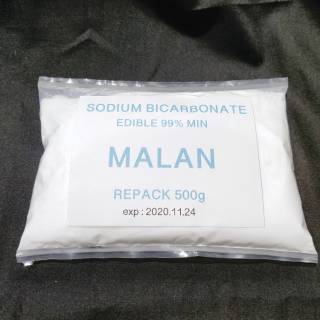 SODIUM BICARBONATE
EDIBLE 99% MIN
MALAN
REPACK 500g
exp : 2020.11.24